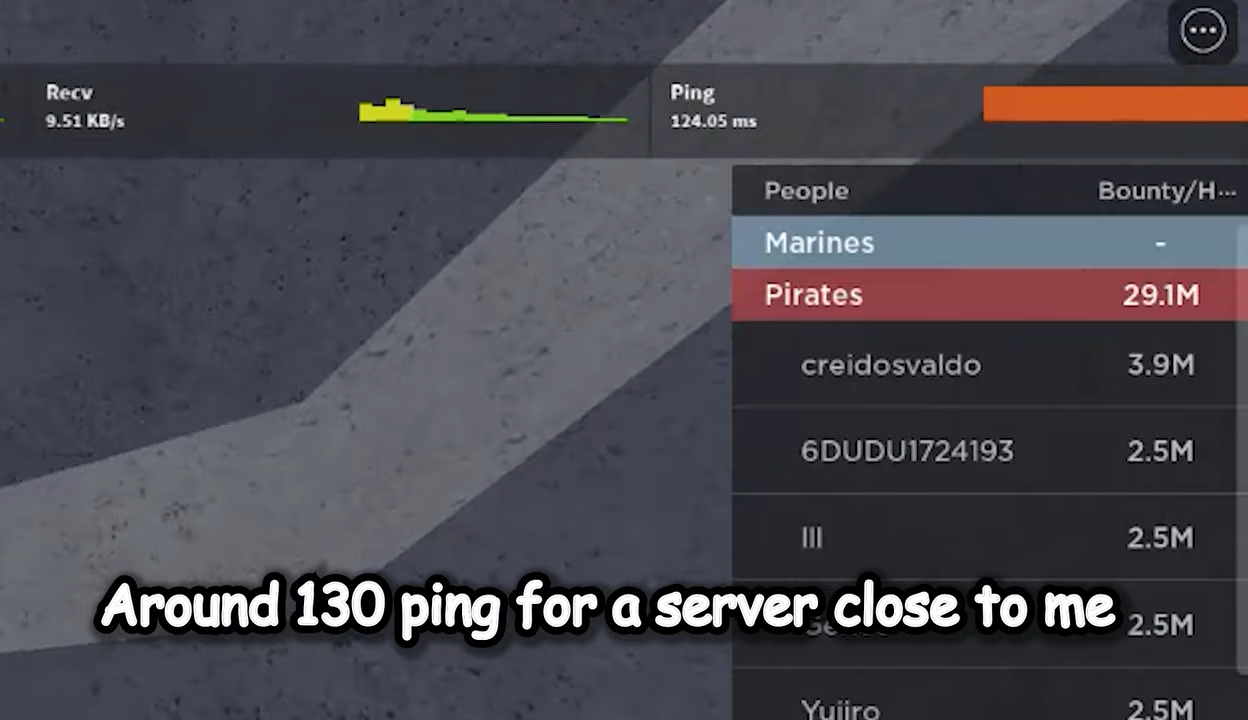 Recv
9.51 KB/s
Ping
124.05 ms
People Bounty/H...
Marines -
Pirates 29.1M
creidosvaldo 3.9M
6DUDU1724193 2.5M
lll 2.5M
Around 130 ping for a server close to me
2.5M
Yujiro 2.5M